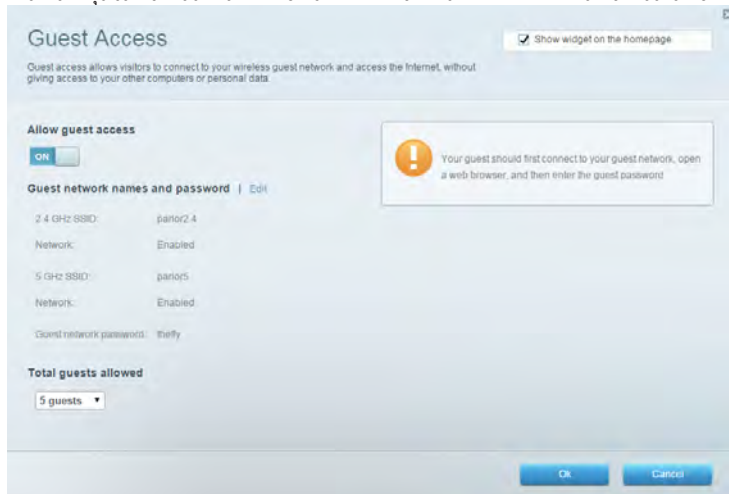 Guest Access
Show widget on the homepage
Guest access allows visitors to connect to your wireless guest network and access the Internet, without
giving access to your other computers or personal data
Allow guest access
ON
Your guest should first connect to your guest network, open
a web browser, and then enter the guest password
Guest network names and password | Edit
2.4 GHz SSID:
Network: Enabled
5 GHz SSID:
Network: Enabled
Guest network password:
Total guests allowed
5 guests
Ok
Cancel